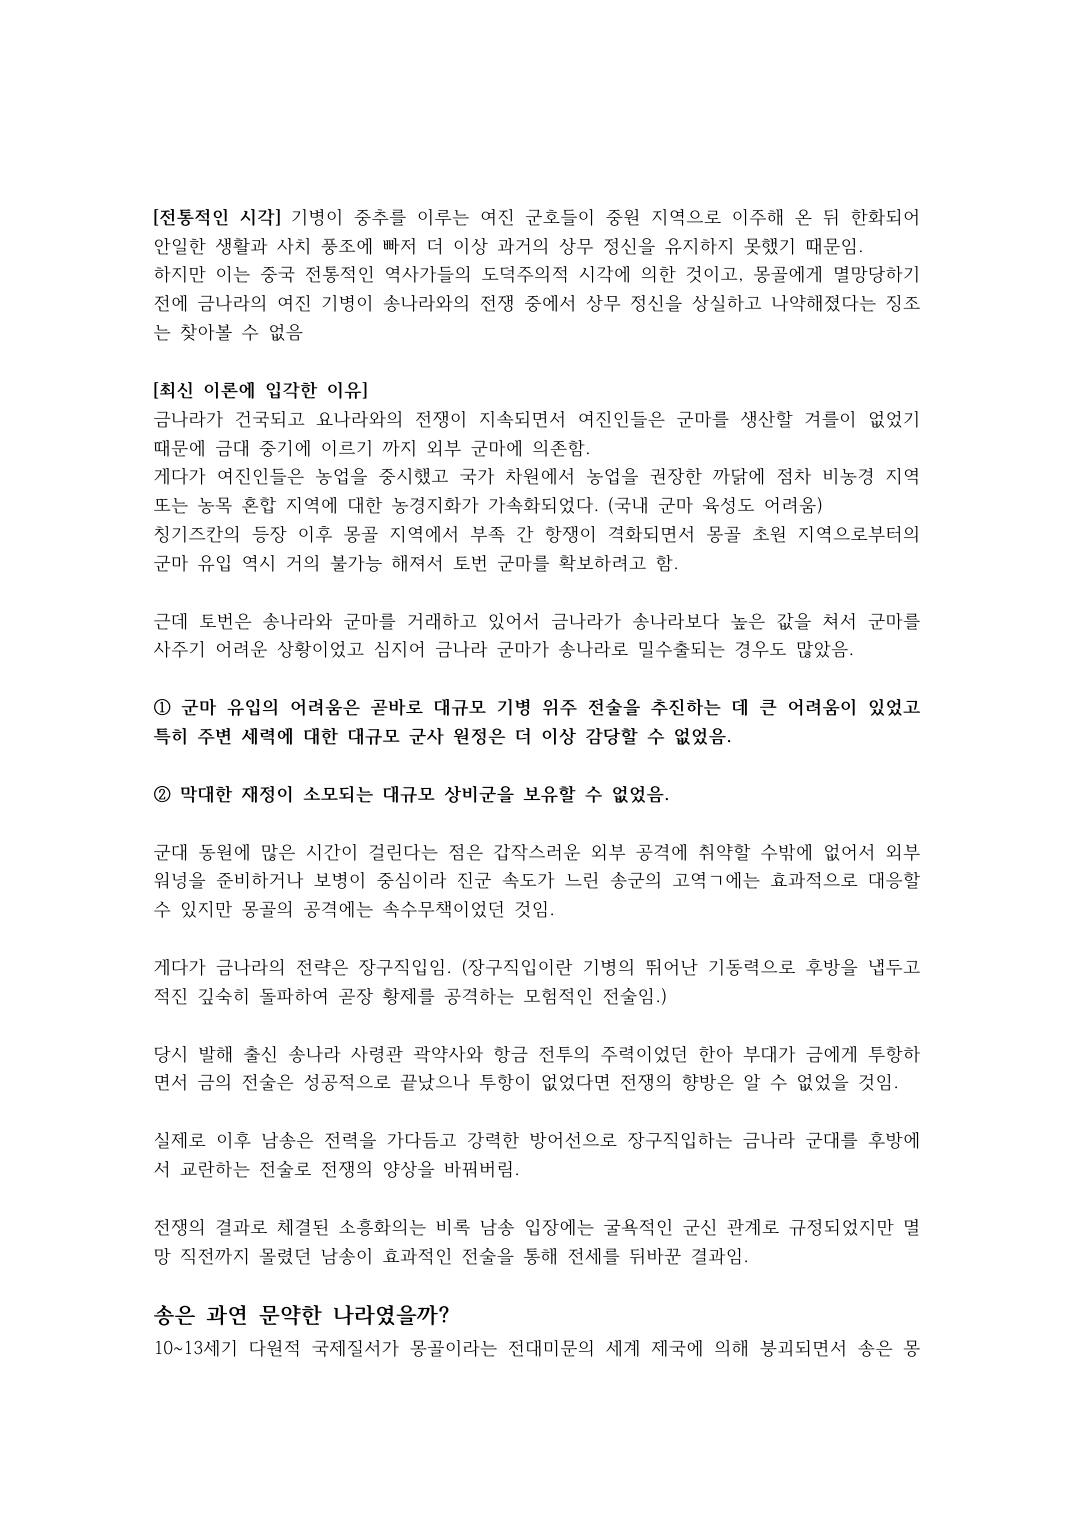 [전통적인 시각] 기병이 중추를 이루는 여진 군호들이 중원 지역으로 이주해 온 뒤 한화되어
안일한 생활과 사치 풍조에 빠저 더 이상 과거의 상무 정신을 유지하지 못했기 때문임.
하지만 이는 중국 전통적인 역사가들의 도덕주의적 시각에 의한 것이고, 몽골에게 멸망당하기
전에 금나라의 여진 기병이 송나라와의 전쟁 중에서 상무 정신을 상실하고 나약해졌다는 징조
는 찾아볼 수 없음
[최신 이론에 입각한 이유]
금나라가 건국되고 요나라와의 전쟁이 지속되면서 여진인들은 군마를 생산할 겨를이 없었기
때문에 금대 중기에 이르기 까지 외부 군마에 의존함.
게다가 여진인들은 농업을 중시했고 국가 차원에서 농업을 권장한 까닭에 점차 비농경 지역
또는 농목 혼합 지역에 대한 농경지화가 가속화되었다. (국내 군마 육성도 어려움)
칭기즈칸의 등장 이후 몽골 지역에서 부족 간 항쟁이 격화되면서 몽골 초원 지역으로부터의
군마 유입 역시 거의 불가능 해져서 토번 군마를 확보하려고 함.
근데 토번은 송나라와 군마를 거래하고 있어서 금나라가 송나라보다 높은 값을 쳐서 군마를
사주기 어려운 상황이었고 심지어 금나라 군마가 송나라로 밀수출되는 경우도 많았음.
① 군마 유입의 어려움은 곧바로 대규모 기병 위주 전술을 추진하는 데 큰 어려움이 있었고
특히 주변 세력에 대한 대규모 군사 원정은 더 이상 감당할 수 없었음.
② 막대한 재정이 소모되는 대규모 상비군을 보유할 수 없었음.
군대 동원에 많은 시간이 걸린다는 점은 갑작스러운 외부 공격에 취약할 수밖에 없어서 외부
워넝을 준비하거나 보병이 중심이라 진군 속도가 느린 송군의 고역ㄱ에는 효과적으로 대응할
수 있지만 몽골의 공격에는 속수무책이었던 것임.
게다가 금나라의 전략은 장구직입임. (장구직입이란 기병의 뛰어난 기동력으로 후방을 냅두고
적진 깊숙히 돌파하여 곧장 황제를 공격하는 모험적인 전술임.)
당시 발해 출신 송나라 사령관 곽약사와 항금 전투의 주력이었던 한아 부대가 금에게 투항하
면서 금의 전술은 성공적으로 끝났으나 투항이 없었다면 전쟁의 향방은 알 수 없었을 것임.
실제로 이후 남송은 전력을 가다듬고 강력한 방어선으로 장구직입하는 금나라 군대를 후방에
서 교란하는 전술로 전쟁의 양상을 바꿔버림.
전쟁의 결과로 체결된 소흥화의는 비록 남송 입장에는 굴욕적인 군신 관계로 규정되었지만 멸
망 직전까지 몰렸던 남송이 효과적인 전술을 통해 전세를 뒤바꾼 결과임.
송은 과연 문약한 나라였을까?
10~13세기 다원적 국제질서가 몽골이라는 전대미문의 세계 제국에 의해 붕괴되면서 송은 몽